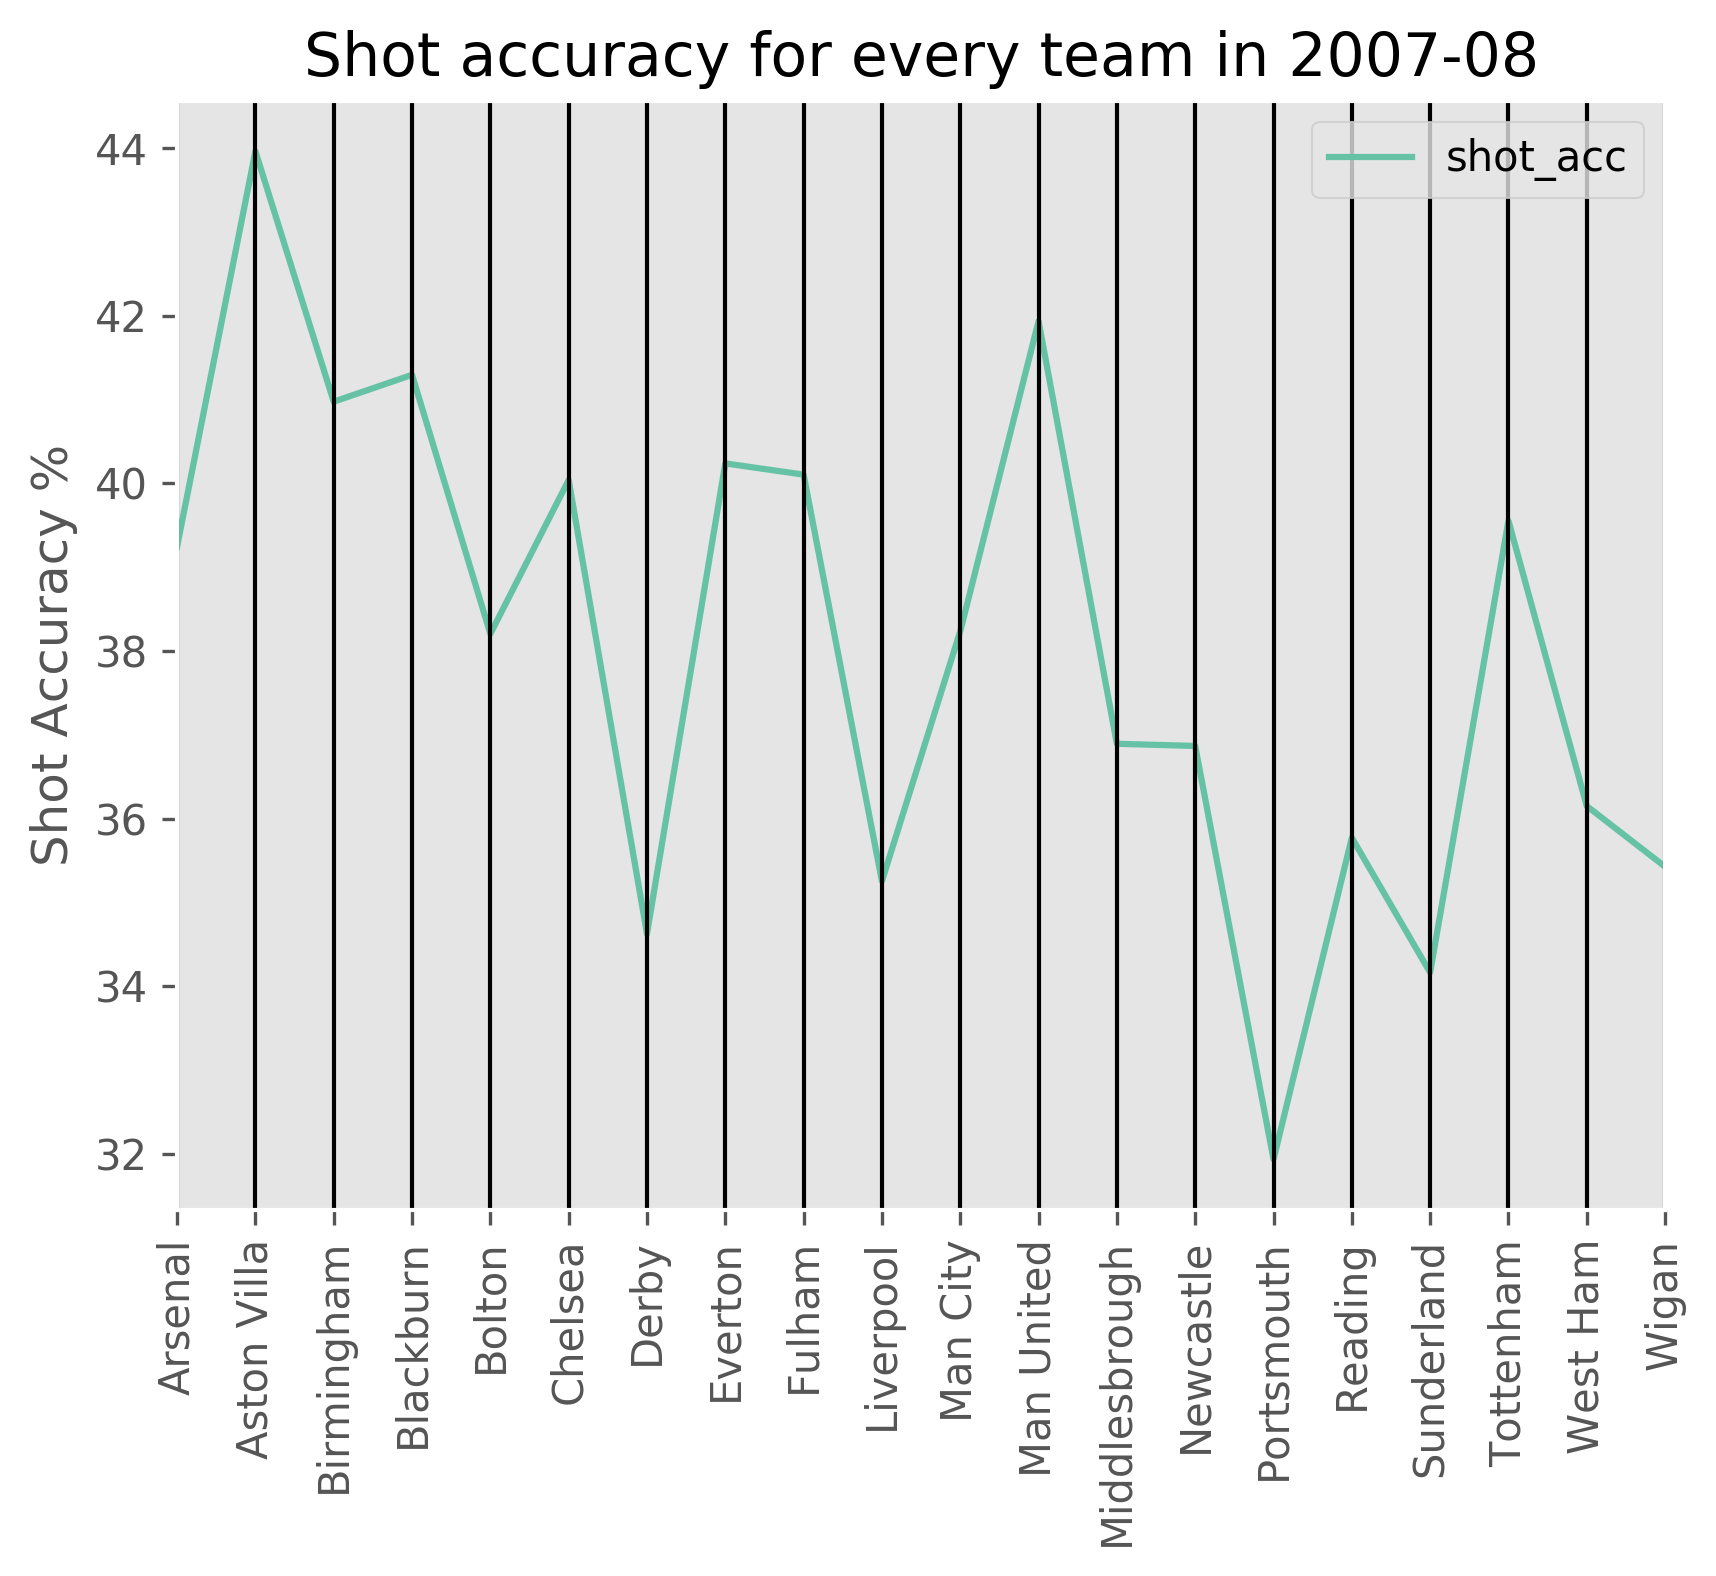 Shot accuracy for every team in 2007-08
shot_acc
Shot Accuracy %
44
42
40
38
36
34
32
Arsenal
Aston Villa
Birmingham
Blackburn
Bolton
Chelsea
Derby
Everton
Fulham
Liverpool
Man City
Man United
Middlesbrough
Newcastle
Portsmouth
Reading
Sunderland
Tottenham
West Ham
Wigan